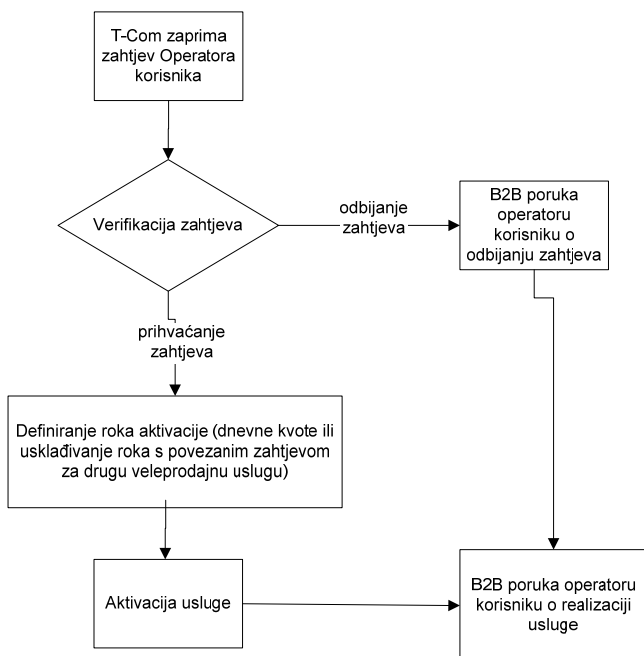 T-Com zaprima
zahtjev Operatora
korisnika
Verifikacija zahtjeva
odbijanje
zahtjeva
B2B poruka
operatoru
korisniku o
odbijanju zahtjeva
prihvaćanje
zahtjeva
Definiranje roka aktivacije (dnevne kvote ili
usklađivanje roka s povezanim zahtjevom
za drugu veleprodajnu uslugu)
Aktivacija usluge
B2B poruka operatoru
korisniku o realizaciji
usluge